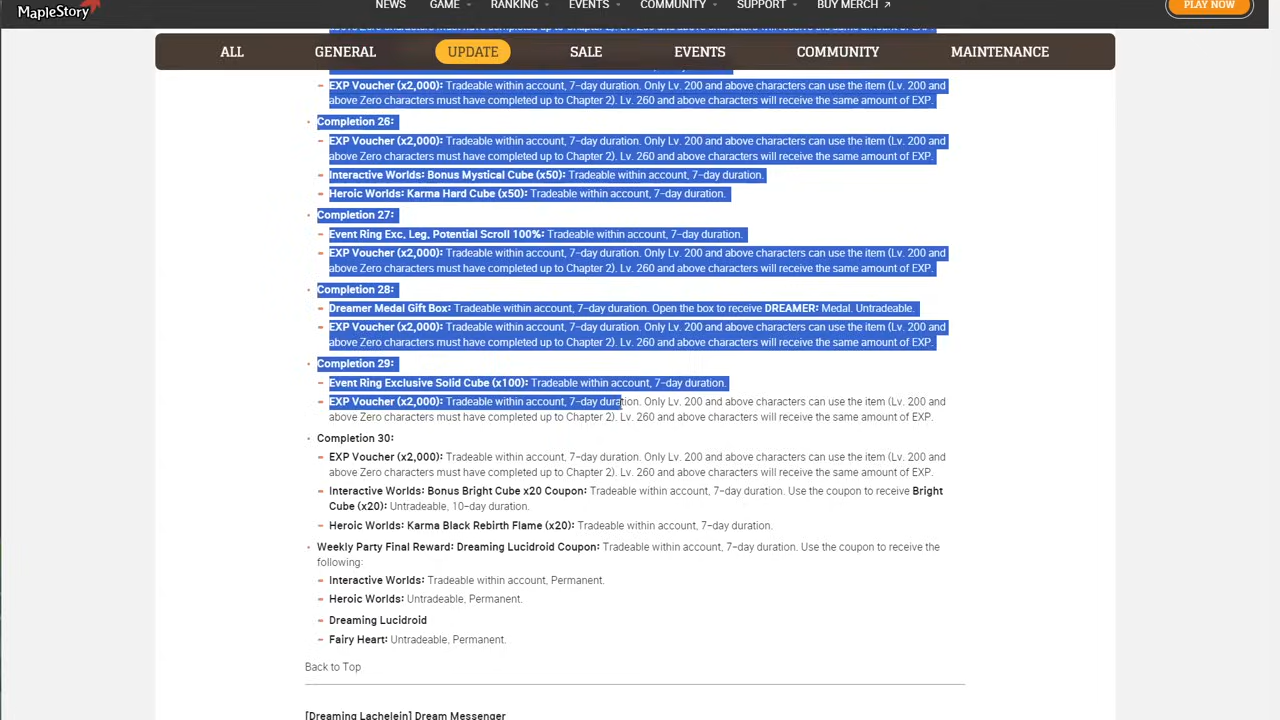 MapleStory
NEWS GAME RANKING EVENTS COMMUNITY SUPPORT BUY MERCH ↗ PLAY NOW
ALL GENERAL UPDATE SALE EVENTS COMMUNITY MAINTENANCE
EXP Voucher (x2,000): Tradeable within account, 7-day duration. Only Lv. 200 and above characters can use the item (Lv. 200 and
above Zero characters must have completed up to Chapter 2). Lv. 260 and above characters will receive the same amount of EXP.
Completion 26:
EXP Voucher (x2,000): Tradeable within account, 7-day duration. Only Lv. 200 and above characters can use the item (Lv. 200 and
above Zero characters must have completed up to Chapter 2). Lv. 260 and above characters will receive the same amount of EXP.
Interactive Worlds: Bonus Mystical Cube (x50): Tradeable within account, 7-day duration.
Heroic Worlds: Karma Hard Cube (x50): Tradeable within account, 7-day duration.
Completion 27:
Event Ring Exc. Leg. Potential Scroll 100%: Tradeable within account, 7-day duration.
EXP Voucher (x2,000): Tradeable within account, 7-day duration. Only Lv. 200 and above characters can use the item (Lv. 200 and
above Zero characters must have completed up to Chapter 2). Lv. 260 and above characters will receive the same amount of EXP.
Completion 28:
Dreamer Medal Gift Box: Tradeable within account, 7-day duration. Open the box to receive DREAMER: Medal. Untradeable.
EXP Voucher (x2,000): Tradeable within account, 7-day duration. Only Lv. 200 and above characters can use the item (Lv. 200 and
above Zero characters must have completed up to Chapter 2). Lv. 260 and above characters will receive the same amount of EXP.
Completion 29:
Event Ring Exclusive Solid Cube (x100): Tradeable within account, 7-day duration.
EXP Voucher (x2,000): Tradeable within account, 7-day duration. Only Lv. 200 and above characters can use the item (Lv. 200 and
above Zero characters must have completed up to Chapter 2). Lv. 260 and above characters will receive the same amount of EXP.
Completion 30:
EXP Voucher (x2,000): Tradeable within account, 7-day duration. Only Lv. 200 and above characters can use the item (Lv. 200 and
above Zero characters must have completed up to Chapter 2). Lv. 260 and above characters will receive the same amount of EXP.
Interactive Worlds: Bonus Bright Cube x20 Coupon: Tradeable within account, 7-day duration. Use the coupon to receive Bright
Cube (x20): Untradeable, 10-day duration.
Heroic Worlds: Karma Black Rebirth Flame (x20): Tradeable within account, 7-day duration.
Weekly Party Final Reward: Dreaming Lucidroid Coupon: Tradeable within account, 7-day duration. Use the coupon to receive the
following:
Interactive Worlds: Tradeable within account, Permanent.
Heroic Worlds: Untradeable, Permanent.
Dreaming Lucidroid
Fairy Heart: Untradeable, Permanent.
Back to Top
[Dreaming Lachelein] Dream Messenger